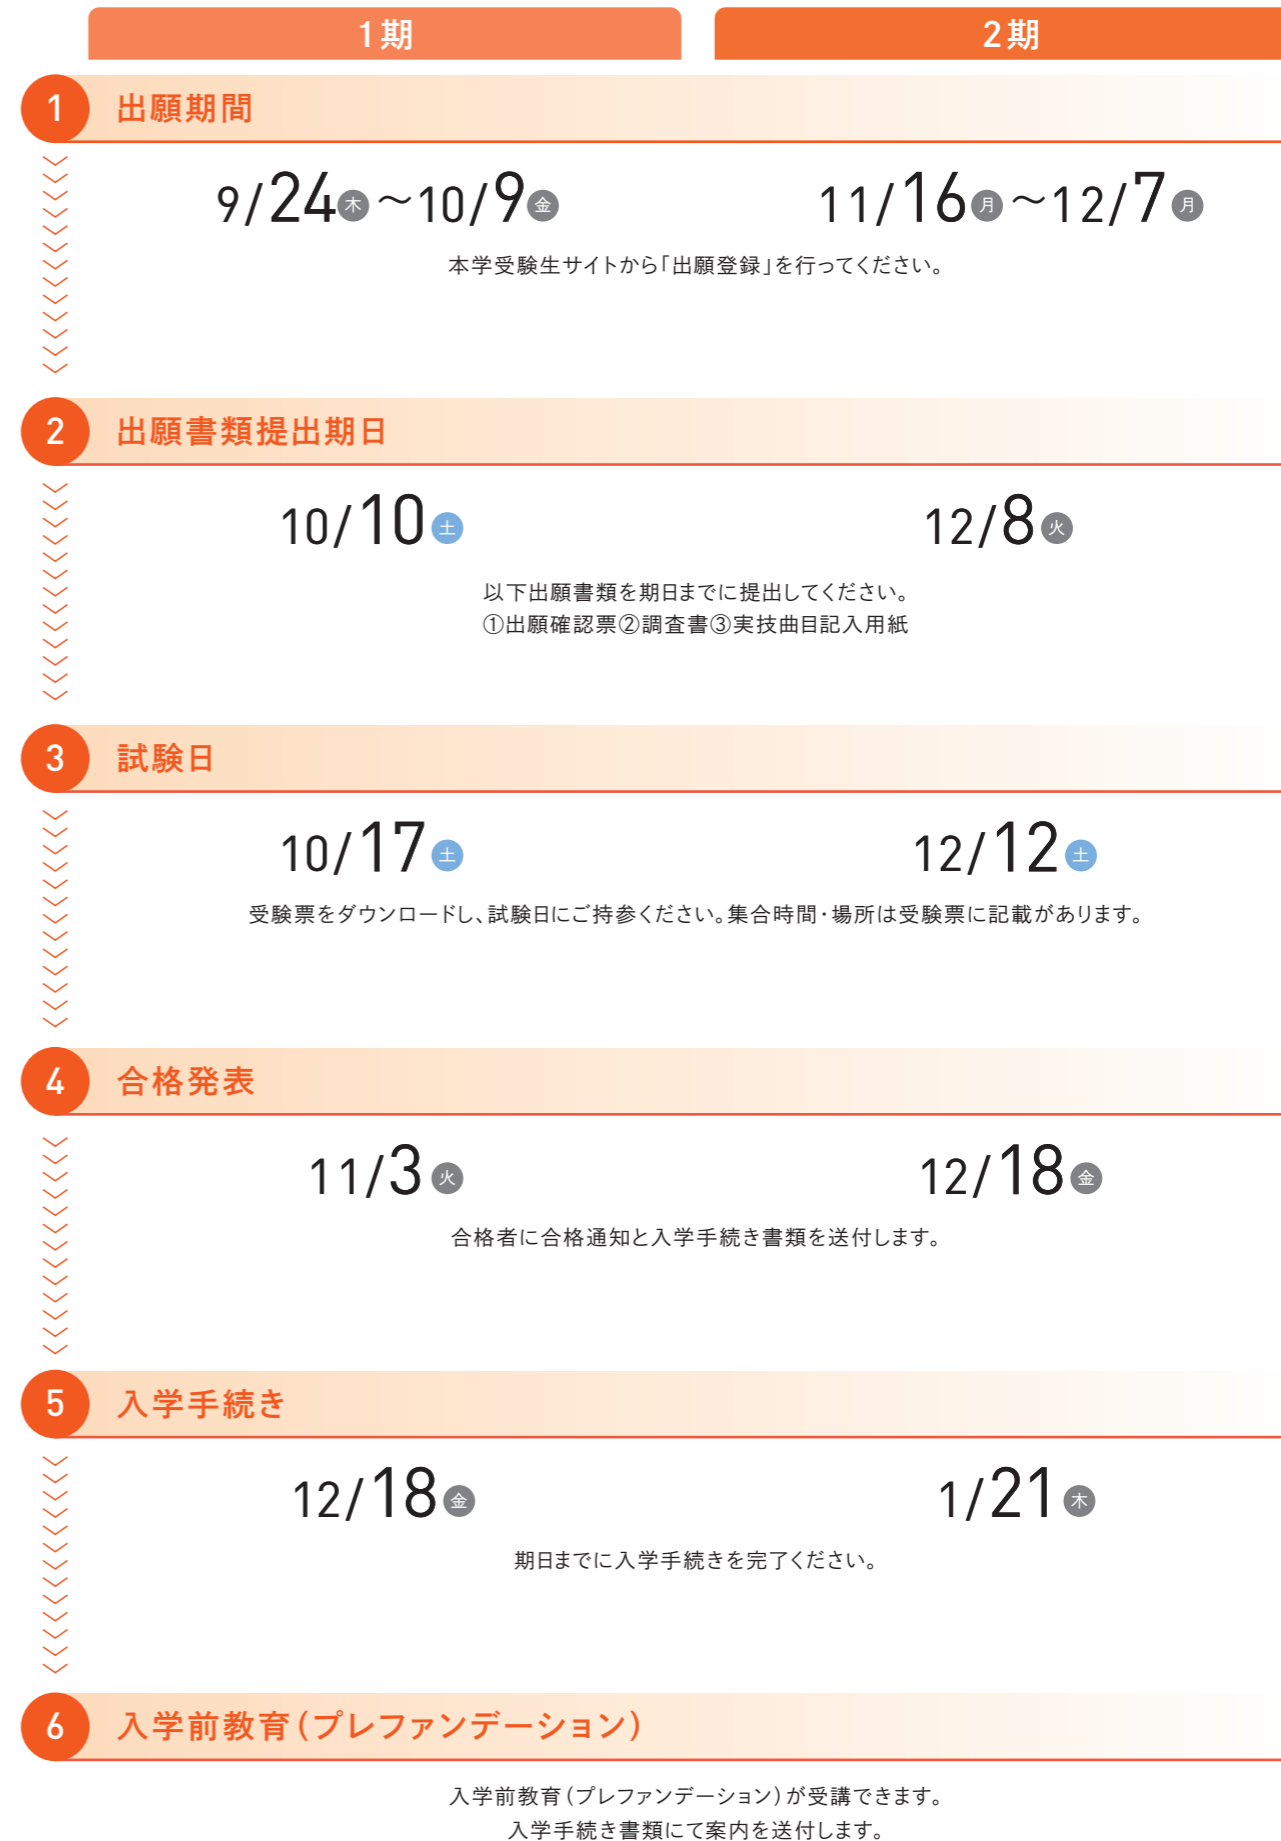 1期 2期
1 出願期間
9/24木～10/9金 11/16月～12/7月
本学受験生サイトから「出願登録」を行ってください。
2 出願書類提出期日
10/10土 12/8火
以下出願書類を期日までに提出してください。
①出願確認票②調査書③実技曲目記入用紙
3 試験日
10/17土 12/12土
受験票をダウンロードし、試験日にご持参ください。集合時間・場所は受験票に記載があります。
4 合格発表
11/3火 12/18金
合格者に合格通知と入学手続き書類を送付します。
5 入学手続き
12/18金 1/21木
期日までに入学手続きを完了ください。
6 入学前教育（プレファンデーション）
入学前教育（プレファンデーション）が受講できます。
入学手続き書類にて案内を送付します。